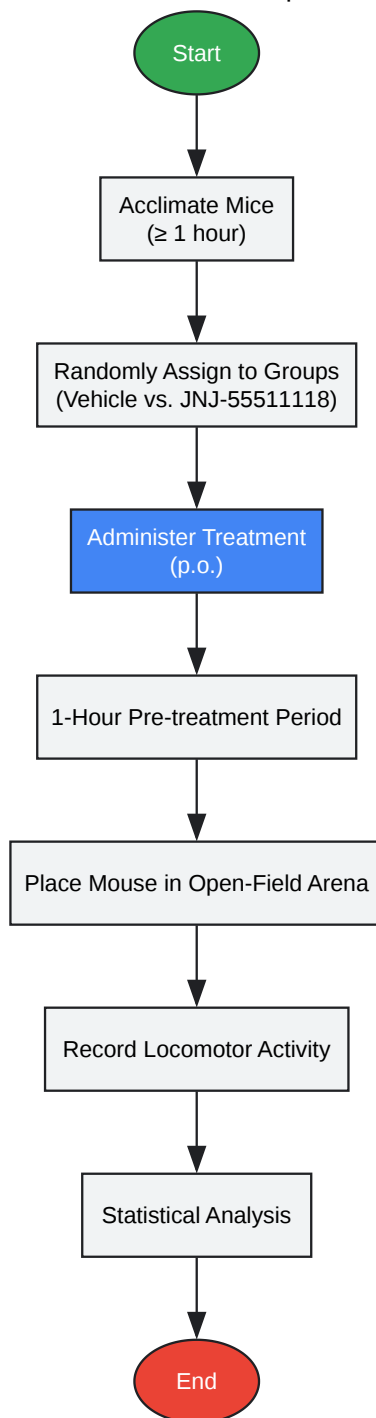 Start
Acclimate Mice
(≥ 1 hour)
Randomly Assign to Groups
(Vehicle vs. JNJ-55511118)
Administer Treatment
(p.o.)
1-Hour Pre-treatment Period
Place Mouse in Open-Field Arena
Record Locomotor Activity
Statistical Analysis
End